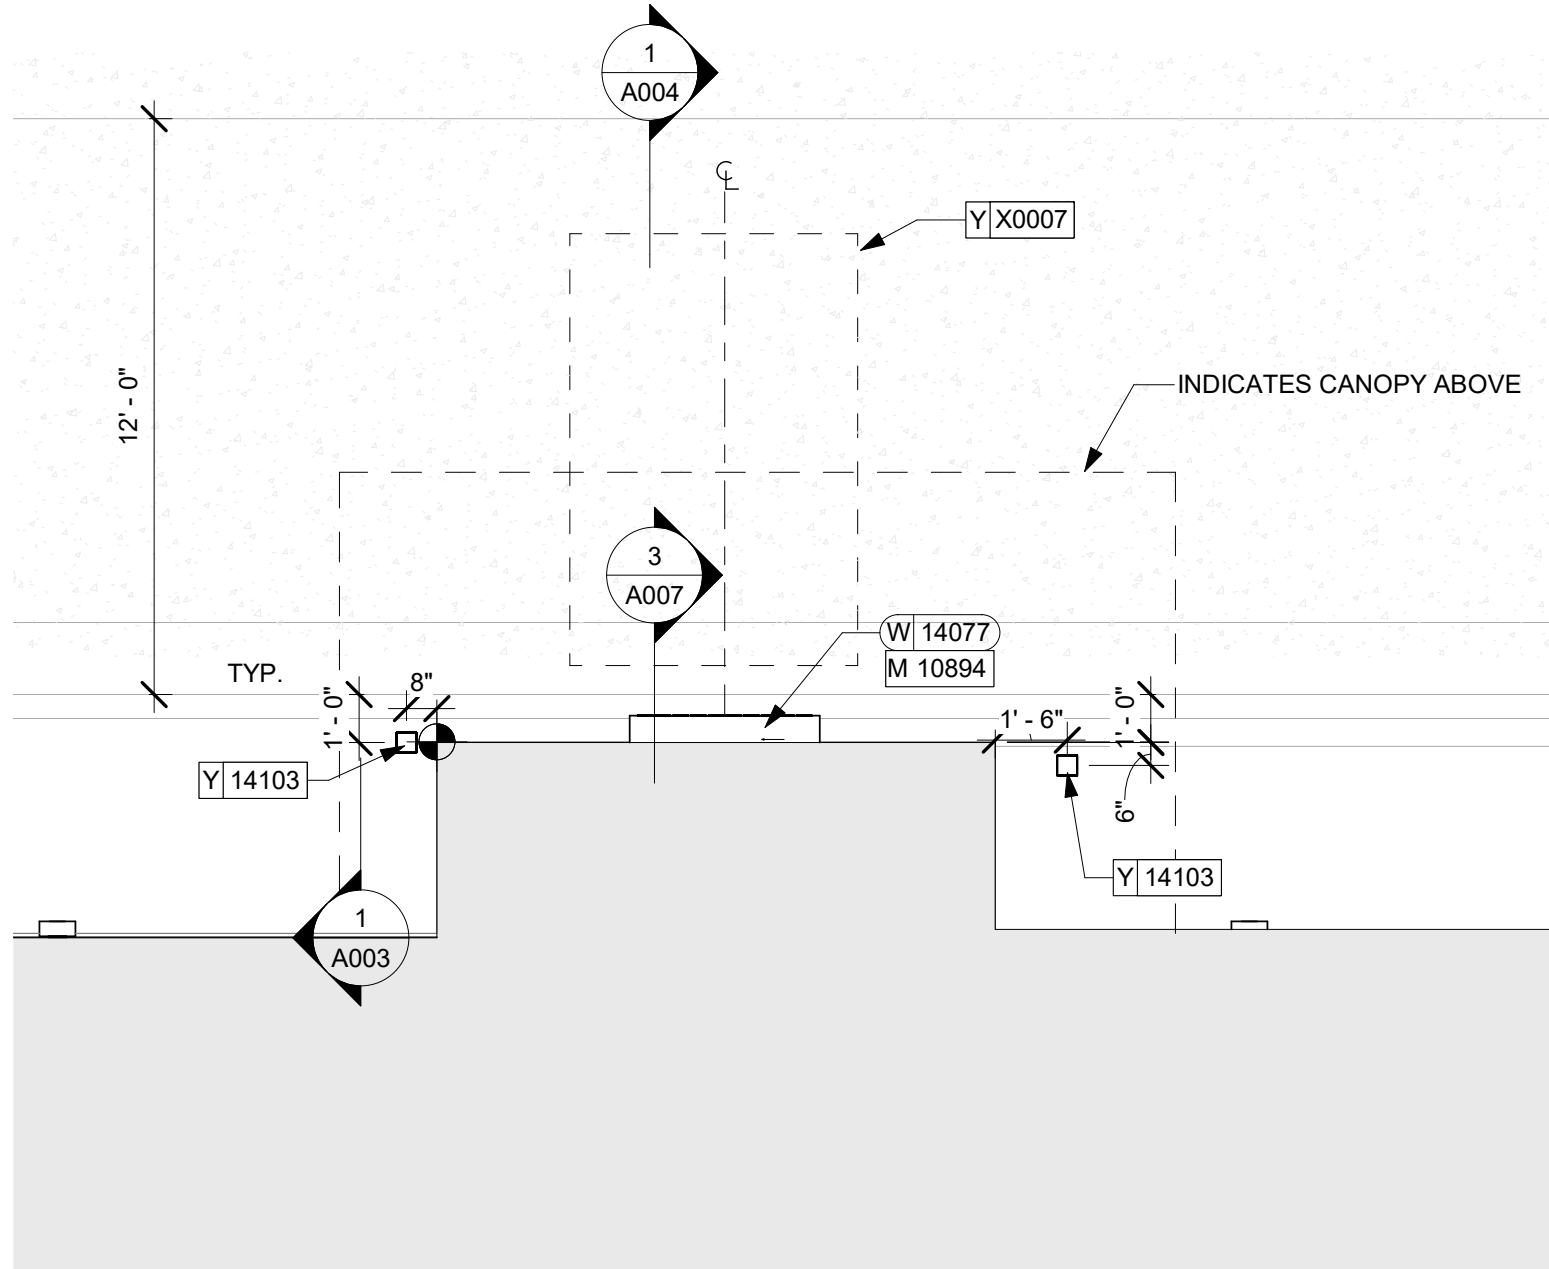 1
A004
℄
Y X0007
12' - 0"
INDICATES CANOPY ABOVE
3
A007
W 14077
M 10894
TYP.
8"
1' - 0"
1' - 6"
1' - 0"
Y 14103
6"
Y 14103
1
A003